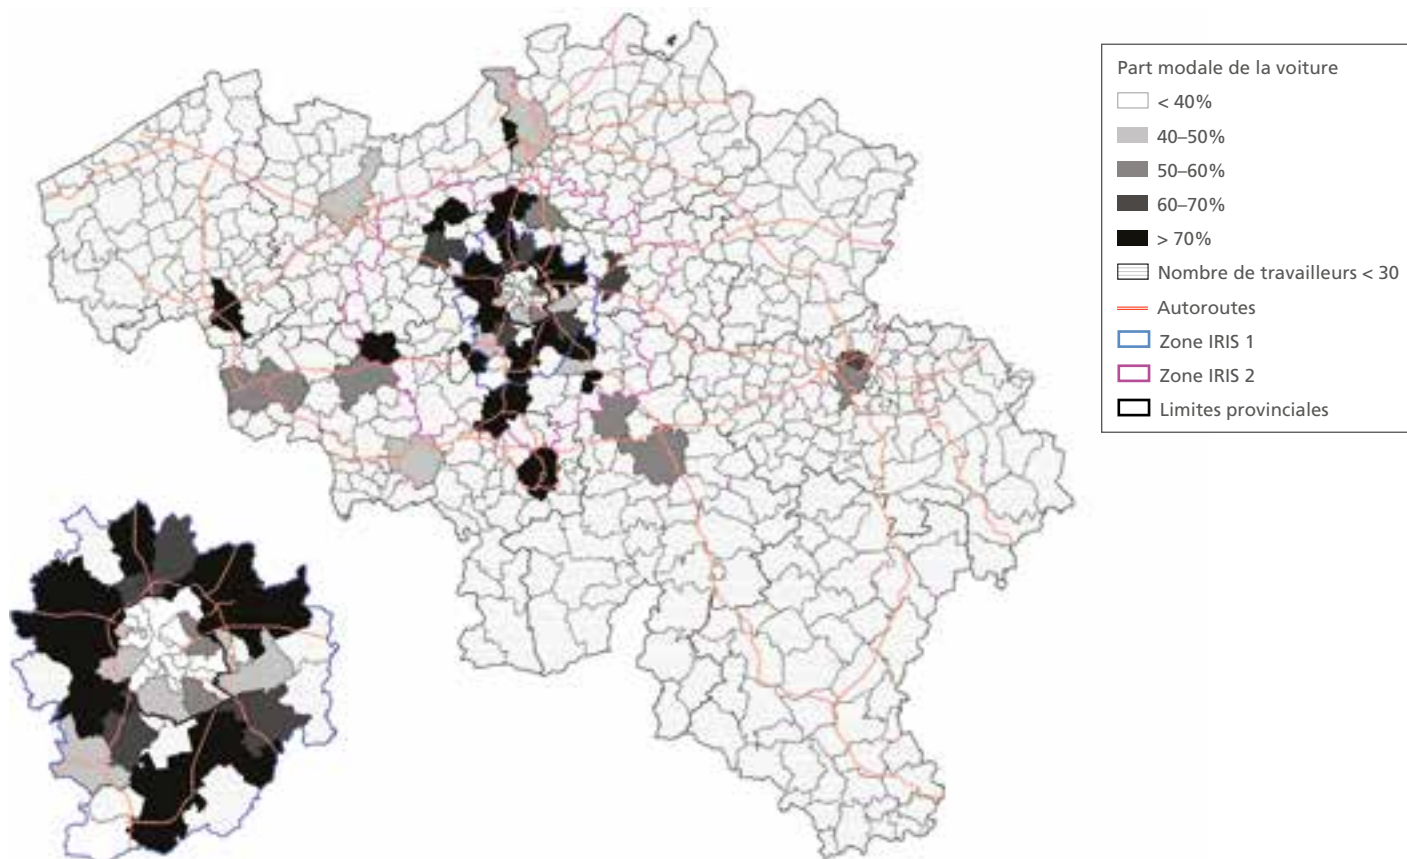 Part modale de la voiture
< 40%
40–50%
50–60%
60–70%
> 70%
Nombre de travailleurs < 30
Autoroutes
Zone IRIS 1
Zone IRIS 2
Limites provinciales